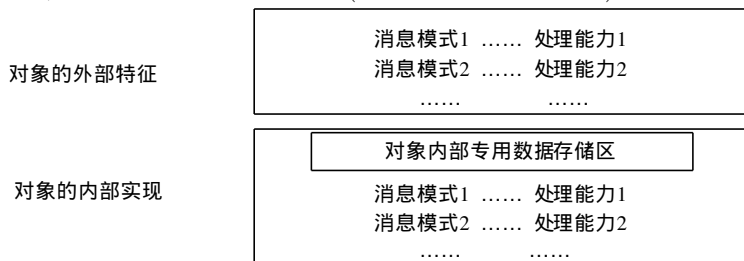 消息模式1 …… 处理能力1
对象的外部特征
消息模式2 …… 处理能力2
…… ……
对象内部专用数据存储区
对象的内部实现
消息模式1 …… 处理能力1
消息模式2 …… 处理能力2
…… ……